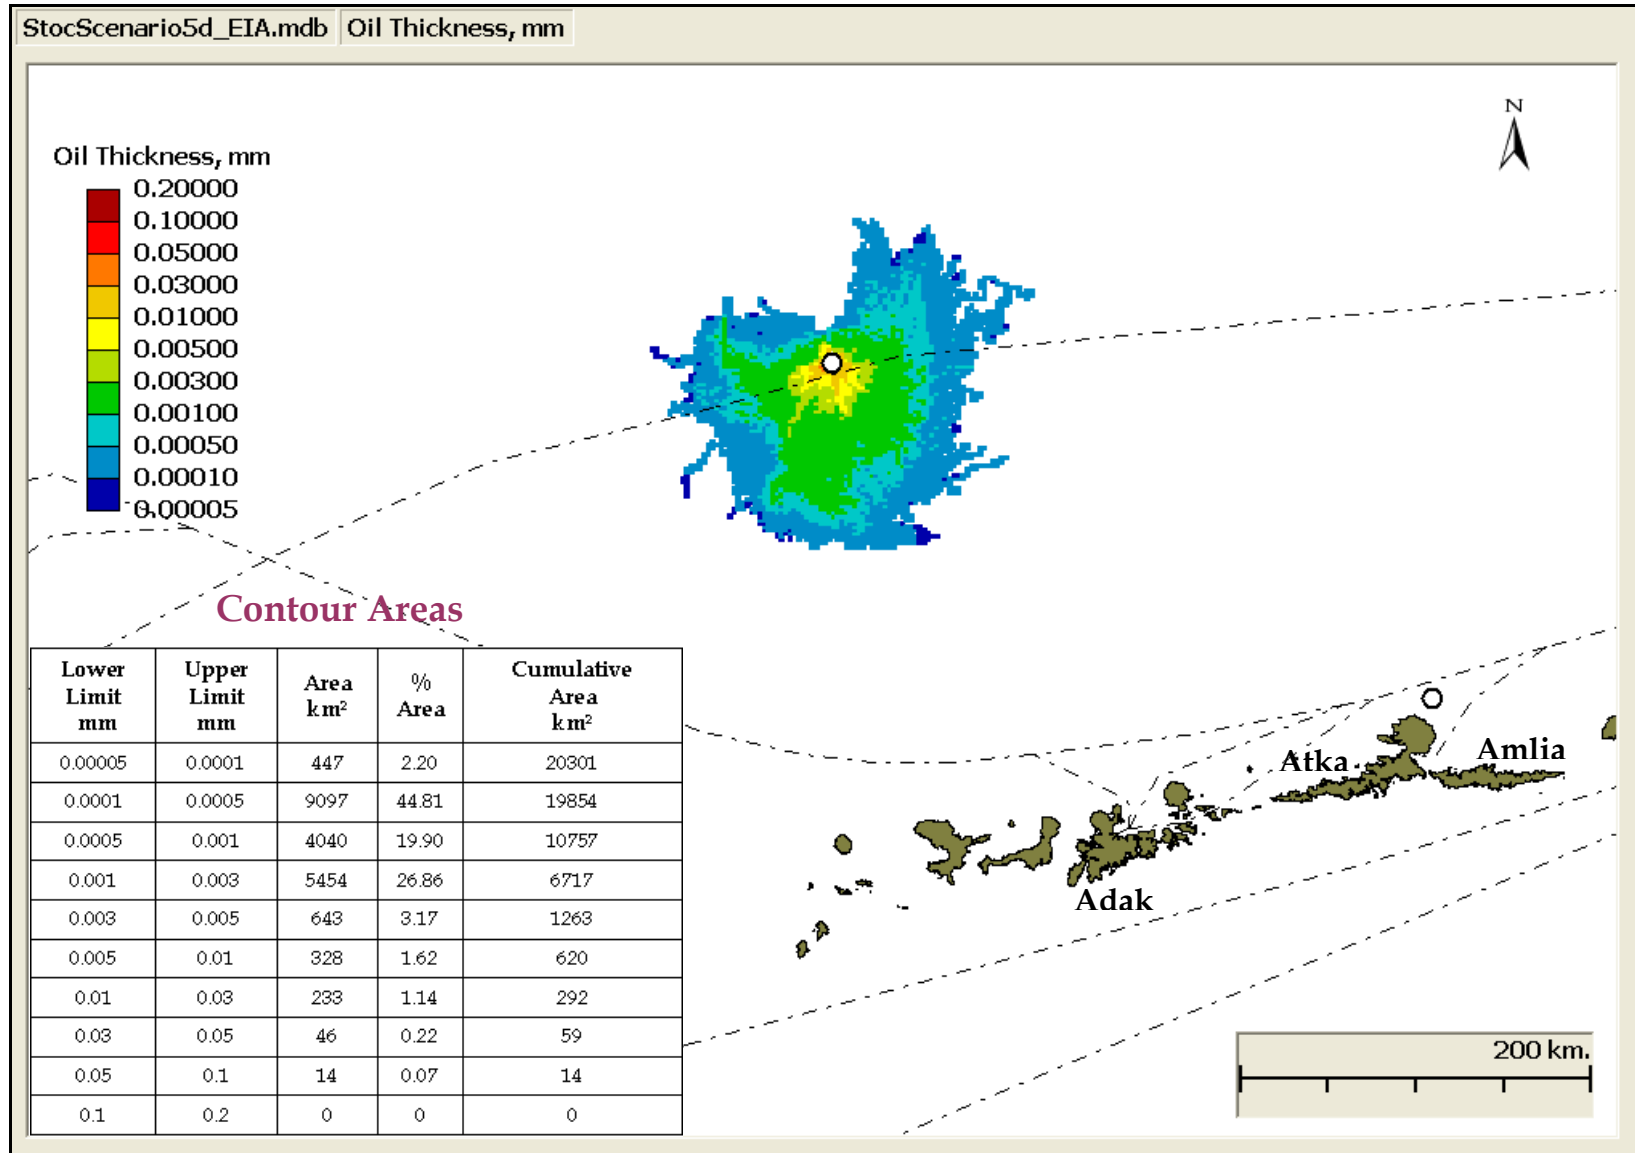 StocScenario5d_EIA.mdb Oil Thickness, mm
N
Oil Thickness, mm
0.20000
0.10000
0.05000
0.03000
0.01000
0.00500
0.00300
0.00100
0.00050
0.00010
0.00005
Contour Areas
Lower Limit mm Upper Limit mm Area km² % Area Cumulative Area km²
0.00005 0.0001 447 2.20 20301
0.0001 0.0005 9097 44.81 19854
0.0005 0.001 4040 19.90 10757
0.001 0.003 5454 26.86 6717
0.003 0.005 643 3.17 1263
0.005 0.01 328 1.62 620
0.01 0.03 233 1.14 292
0.03 0.05 46 0.22 59
0.05 0.1 14 0.07 14
0.1 0.2 0 0 0
Atka
Amlia
Adak
200 km.